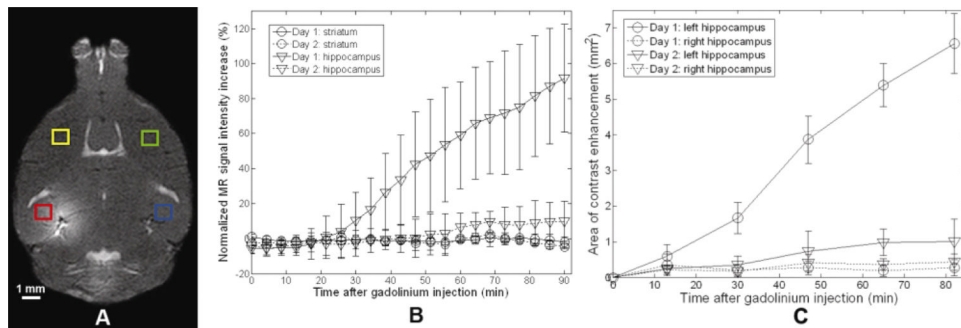 A
1 mm
B
Normalized MR signal intensity increase (%)
120
100
80
60
40
20
0
-20
Day 1: striatum
Day 2: striatum
Day 1: hippocampus
Day 2: hippocampus
0 10 20 30 40 50 60 70 80 90
Time after gadolinium injection (min)
B
C
Area of contrast enhancement (mm²)
7
6
5
4
3
2
1
0
Day 1: left hippocampus
Day 1: right hippocampus
Day 2: left hippocampus
Day 2: right hippocampus
0 10 20 30 40 50 60 70 80
Time after gadolinium injection (min)
C
A